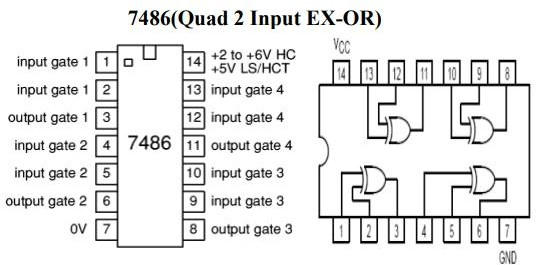 7486(Quad 2 Input EX-OR)
input gate 1 1 14 +2 to +6V HC
+5V LS/HCT
input gate 1 2 13 input gate 4
output gate 1 3 12 input gate 4
input gate 2 4 7486 11 output gate 4
input gate 2 5 10 input gate 3
output gate 2 6 9 input gate 3
0V 7 8 output gate 3
VCC
14 13 12 11 10 9 8
1 2 3 4 5 6 7
GND